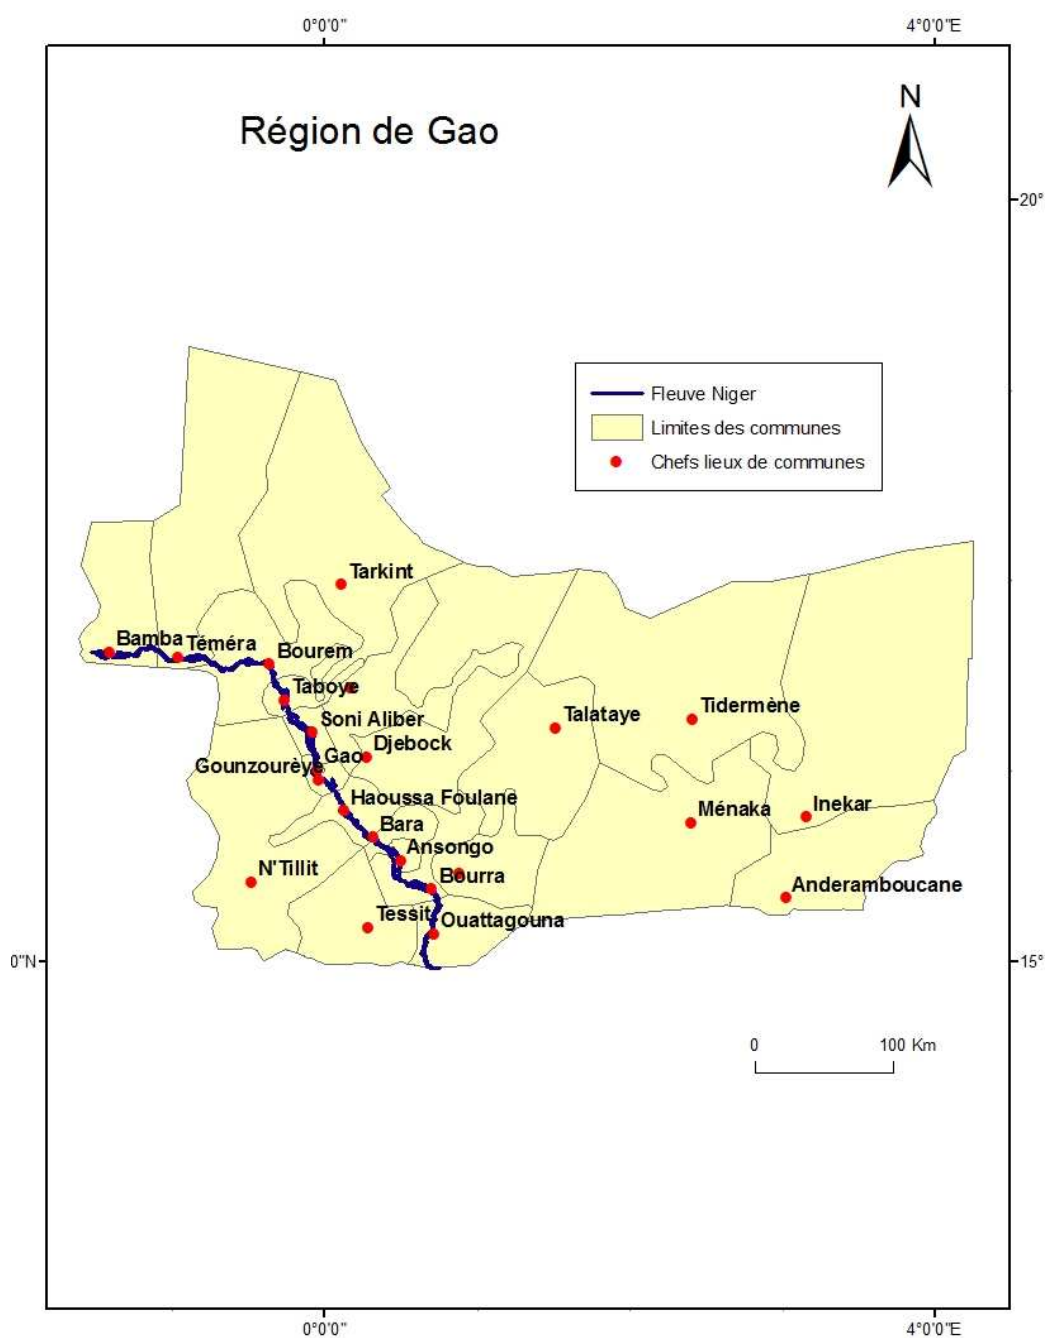 0°0'0"
4°0'0"E
N
Région de Gao
20°
Fleuve Niger
Limites des communes
Chefs lieux de communes
Tarkint
Bamba
Téméra
Bourem
Taboye
Tidermène
Soni Aliber
Talataye
Djebock
Gao
Gounzourèye
Haoussa Foulane
Inekar
Ménaka
Bara
Ansongo
N'Tillit
Bourra
Anderamboucane
Tessit
Ouattagouna
0"N
15°
0
100 Km
0°0'0"
4°0'0"E